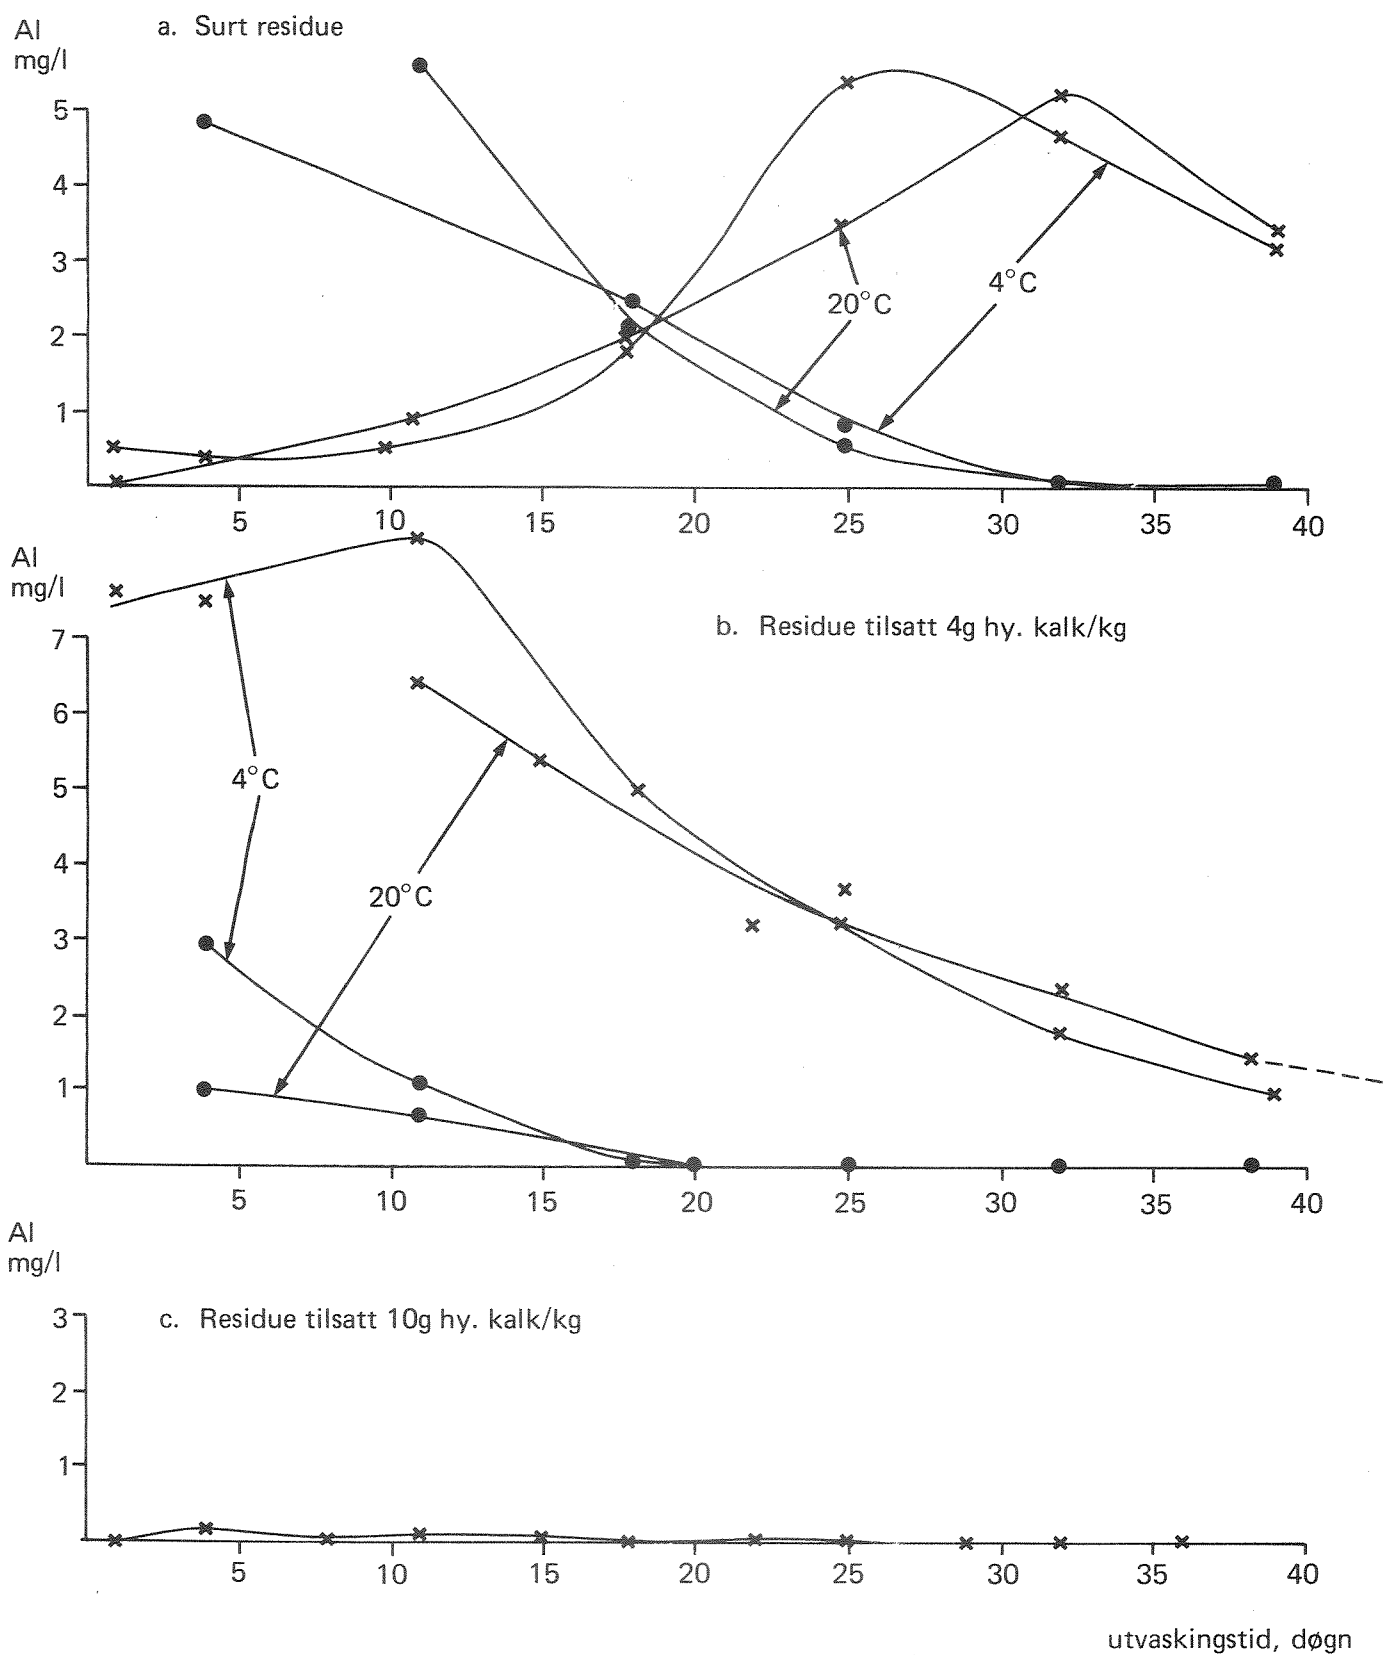 Al
mg/l
a. Surt residue
5
4
3
2
1
20°C
4°C
5 10 15 20 25 30 35 40
Al
mg/l
b. Residue tilsatt 4g hy. kalk/kg
7
6
5
4
3
2
1
4°C
20°C
5 10 15 20 25 30 35 40
Al
mg/l
c. Residue tilsatt 10g hy. kalk/kg
3
2
1
5 10 15 20 25 30 35 40
utvaskingstid, døgn